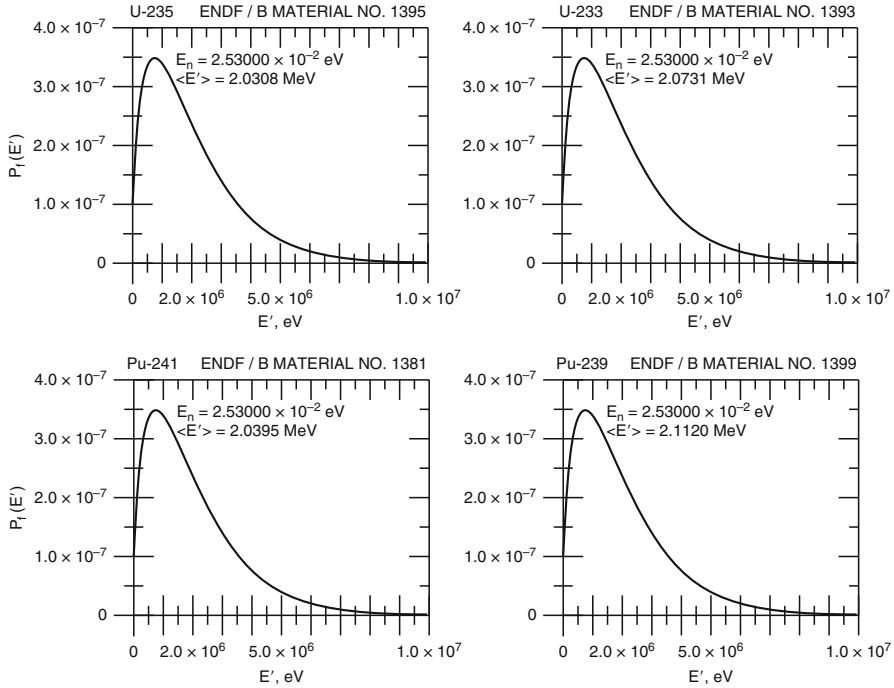 U-235 ENDF / B MATERIAL NO. 1395
4.0 × 10⁻⁷
3.0 × 10⁻⁷
2.0 × 10⁻⁷
1.0 × 10⁻⁷
0
P_f(E′)
E_n = 2.53000 × 10⁻² eV
<E′> = 2.0308 MeV
0 2.0 × 10⁶ 5.0 × 10⁶ 1.0 × 10⁷
E′, eV
U-233 ENDF / B MATERIAL NO. 1393
4.0 × 10⁻⁷
3.0 × 10⁻⁷
2.0 × 10⁻⁷
1.0 × 10⁻⁷
0
E_n = 2.53000 × 10⁻² eV
<E′> = 2.0731 MeV
0 2.0 × 10⁶ 5.0 × 10⁶ 1.0 × 10⁷
E′, eV
Pu-241 ENDF / B MATERIAL NO. 1381
4.0 × 10⁻⁷
3.0 × 10⁻⁷
2.0 × 10⁻⁷
1.0 × 10⁻⁷
0
P_f(E′)
E_n = 2.53000 × 10⁻² eV
<E′> = 2.0395 MeV
0 2.0 × 10⁶ 5.0 × 10⁶ 1.0 × 10⁷
E′, eV
Pu-239 ENDF / B MATERIAL NO. 1399
4.0 × 10⁻⁷
3.0 × 10⁻⁷
2.0 × 10⁻⁷
1.0 × 10⁻⁷
0
E_n = 2.53000 × 10⁻² eV
<E′> = 2.1120 MeV
0 2.0 × 10⁶ 5.0 × 10⁶ 1.0 × 10⁷
E′, eV